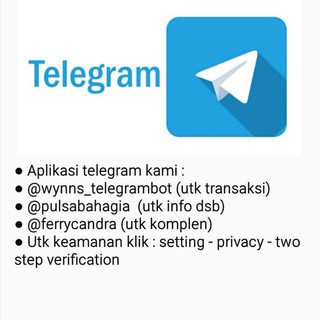 Telegram
● Aplikasi telegram kami :
● @wynns_telegrambot (utk transaksi)
● @pulsabahagia  (utk info dsb)
● @ferrycandra (utk komplen)
● Utk keamanan klik : setting - privacy - two
step verification